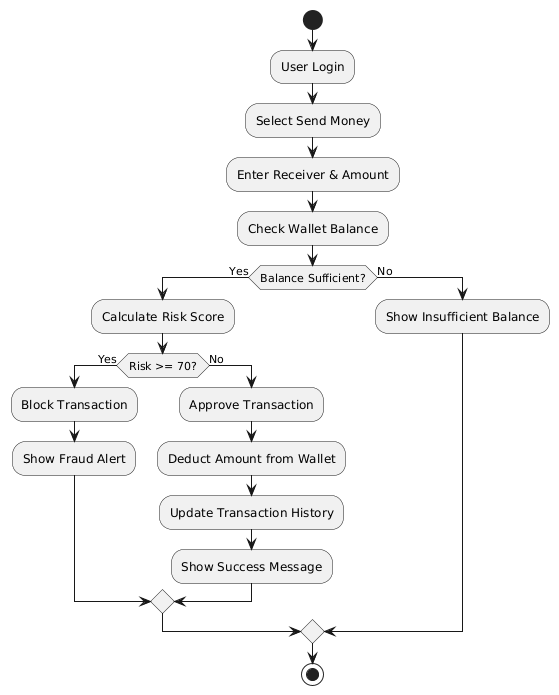 User Login
Select Send Money
Enter Receiver & Amount
Check Wallet Balance
Yes
Balance Sufficient?
No
Calculate Risk Score
Show Insufficient Balance
Yes
Risk >= 70?
No
Block Transaction
Approve Transaction
Show Fraud Alert
Deduct Amount from Wallet
Update Transaction History
Show Success Message